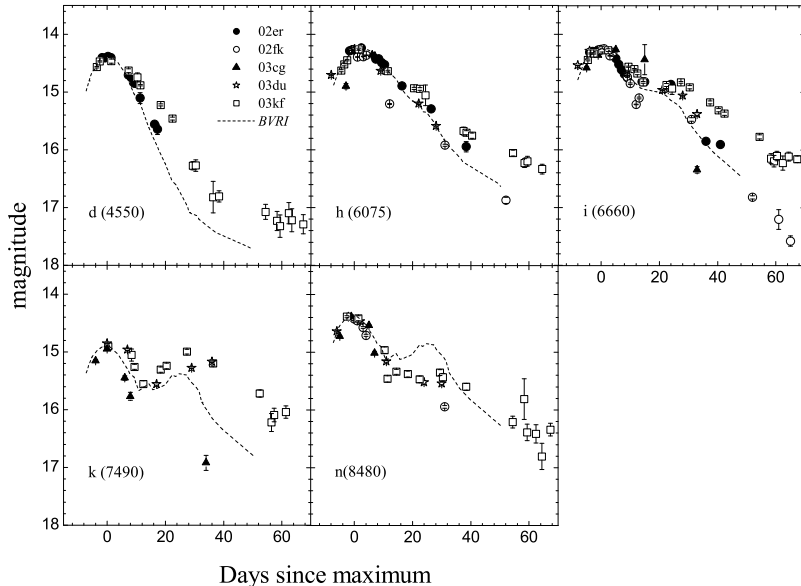 14
15
16
17
18
02er
02fk
03cg
03du
03kf
BVRI
d (4550)
h (6075)
i (6660)
0 20 40 60
14
15
16
17
18
k (7490)
n(8480)
0 20 40 60
0 20 40 60
magnitude
Days since maximum